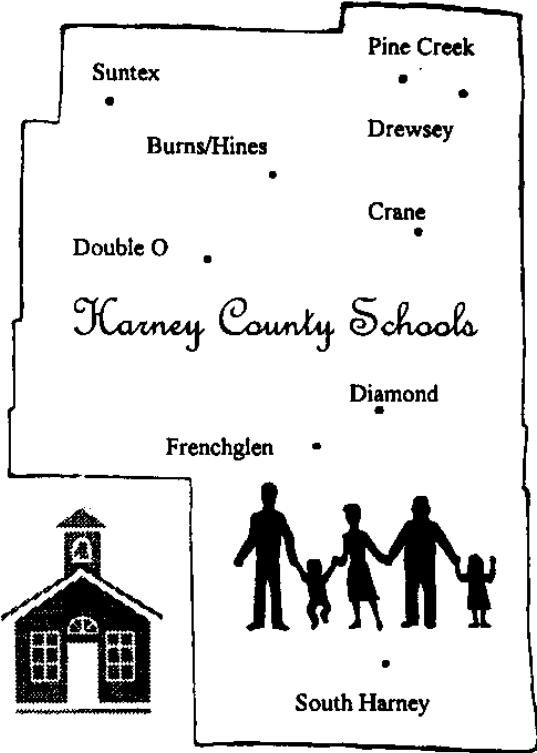 Pine Creek
Suntex
Drewsey
Burns/Hines
Crane
Double O
Harney County Schools
Diamond
Frenchglen
South Harney